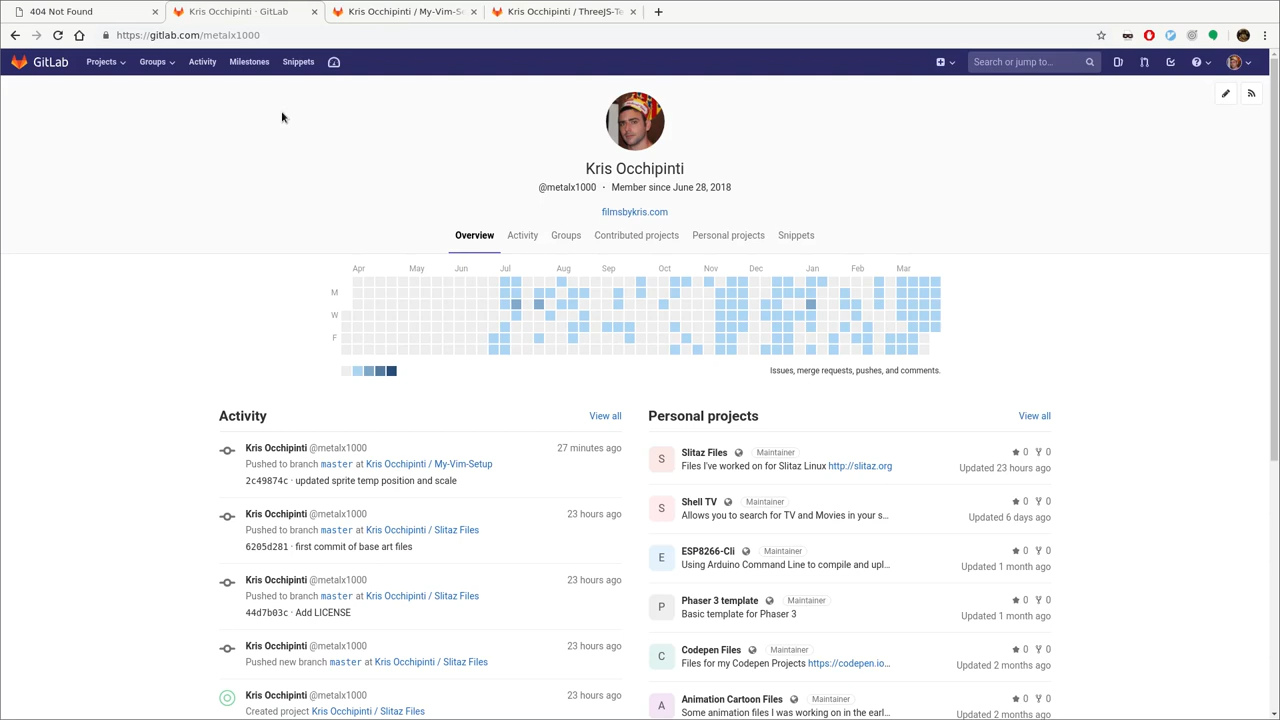 404 Not Found
Kris Occhipinti · GitLab
Kris Occhipinti / My-Vim-Se
Kris Occhipinti / ThreeJS-Te
https://gitlab.com/metalx1000
GitLab
Projects
Groups
Activity
Milestones
Snippets
Search or jump to...
Kris Occhipinti
@metalx1000 · Member since June 28, 2018
filmsbykris.com
Overview Activity Groups Contributed projects Personal projects Snippets
Apr May Jun Jul Aug Sep Oct Nov Dec Jan Feb Mar
M
W
F
Issues, merge requests, pushes, and comments.
Activity
View all
Kris Occhipinti @metalx1000
27 minutes ago
Pushed to branch master at Kris Occhipinti / My-Vim-Setup
2c49874c · updated sprite temp position and scale
Kris Occhipinti @metalx1000
23 hours ago
Pushed to branch master at Kris Occhipinti / Slitaz Files
6205d281 · first commit of base art files
Kris Occhipinti @metalx1000
23 hours ago
Pushed to branch master at Kris Occhipinti / Slitaz Files
44d7b03c · Add LICENSE
Kris Occhipinti @metalx1000
23 hours ago
Pushed new branch master at Kris Occhipinti / Slitaz Files
Kris Occhipinti @metalx1000
23 hours ago
Created project Kris Occhipinti / Slitaz Files
Personal projects
View all
S
Slitaz Files Maintainer
0 0
Files I've worked on for Slitaz Linux http://slitaz.org
Updated 23 hours ago
S
Shell TV Maintainer
0 0
Allows you to search for TV and Movies in your s...
Updated 6 days ago
E
ESP8266-Cli Maintainer
0 0
Using Arduino Command Line to compile and upl...
Updated 1 month ago
P
Phaser 3 template Maintainer
0 0
Basic template for Phaser 3
Updated 1 month ago
C
Codepen Files Maintainer
0 0
Files for my Codepen Projects https://codepen.io...
Updated 2 months ago
A
Animation Cartoon Files Maintainer
0 0
Some animation files I was working on in the earl...
Updated 2 months ago